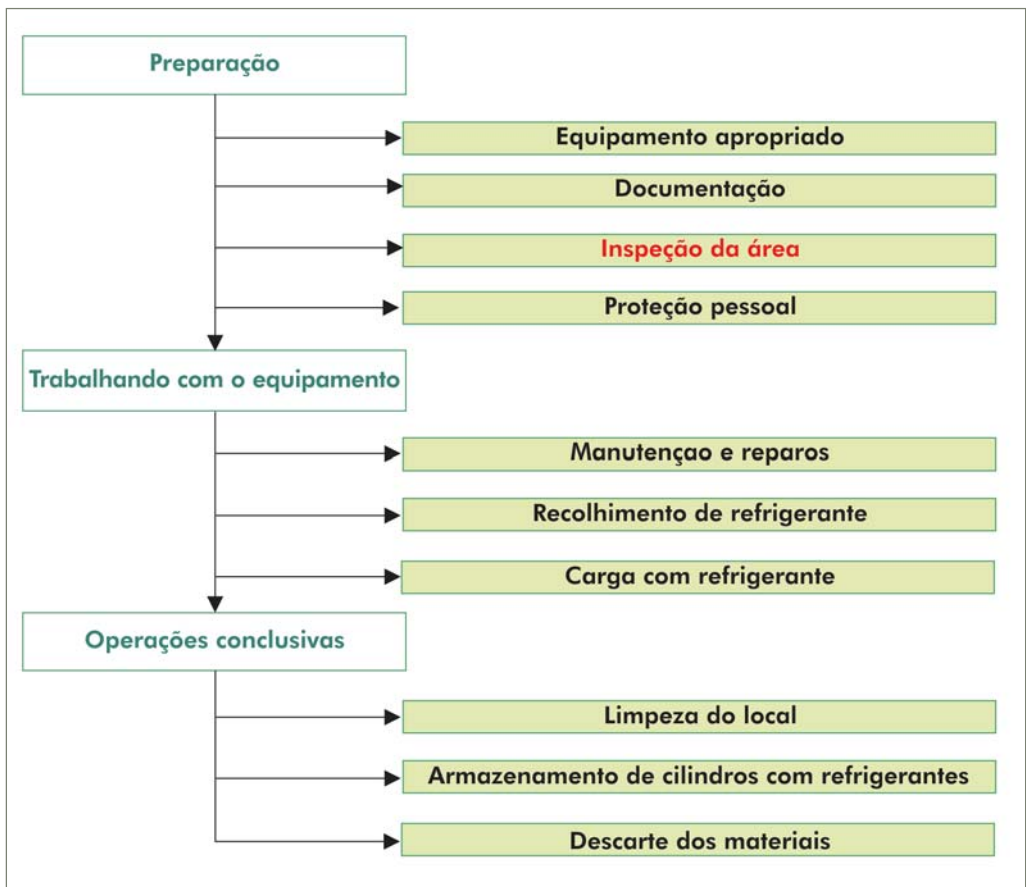 Preparação
Equipamento apropriado
Documentação
Inspeção da área
Proteção pessoal
Trabalhando com o equipamento
Manutençao e reparos
Recolhimento de refrigerante
Carga com refrigerante
Operações conclusivas
Limpeza do local
Armazenamento de cilindros com refrigerantes
Descarte dos materiais